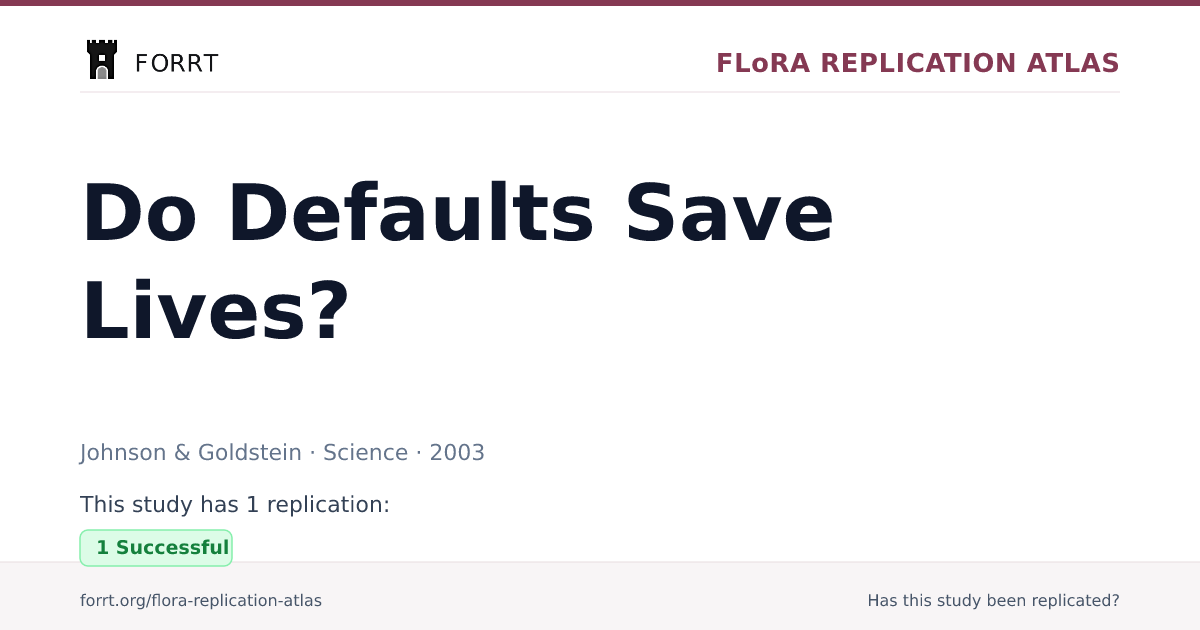 FORRT
FLoRA REPLICATION ATLAS
Do Defaults Save
Lives?
Johnson & Goldstein · Science · 2003
This study has 1 replication:
1 Successful
forrt.org/flora-replication-atlas
Has this study been replicated?